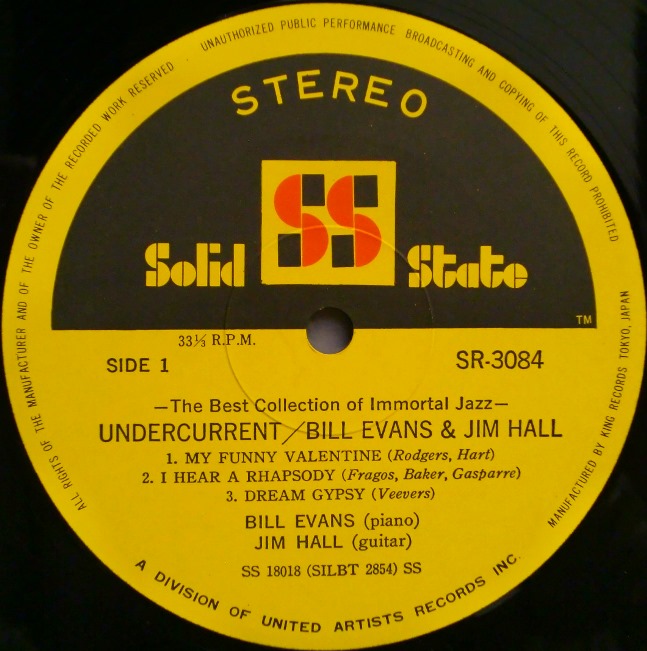 ALL RIGHTS OF THE MANUFACTURER AND OF THE OWNER OF THE RECORDED WORK RESERVED UNAUTHORIZED PUBLIC PERFORMANCE BROADCASTING AND COPYING OF THIS RECORD PROHIBITED
STEREO
SS
Solid State
TM
33⅓ R.P.M.
SIDE 1 SR-3084
—The Best Collection of Immortal Jazz—
UNDERCURRENT/BILL EVANS & JIM HALL
1. MY FUNNY VALENTINE (Rodgers, Hart)
2. I HEAR A RHAPSODY (Fragos, Baker, Gasparre)
3. DREAM GYPSY (Veevers)
BILL EVANS (piano)
JIM HALL (guitar)
SS 18018 (SILBT 2854) SS
A DIVISION OF UNITED ARTISTS RECORDS INC.
MANUFACTURED BY KING RECORDS TOKYO, JAPAN